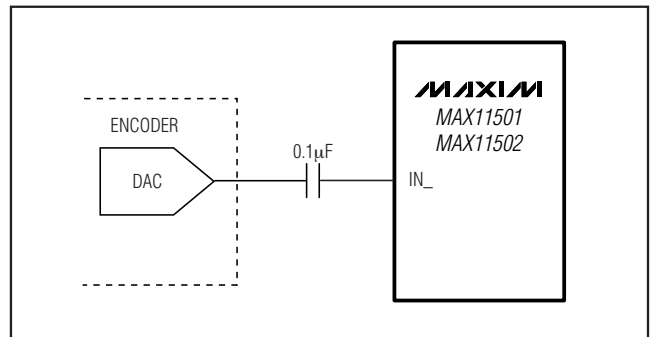 MAXIM
MAX11501
MAX11502
ENCODER
DAC
0.1μF
IN_